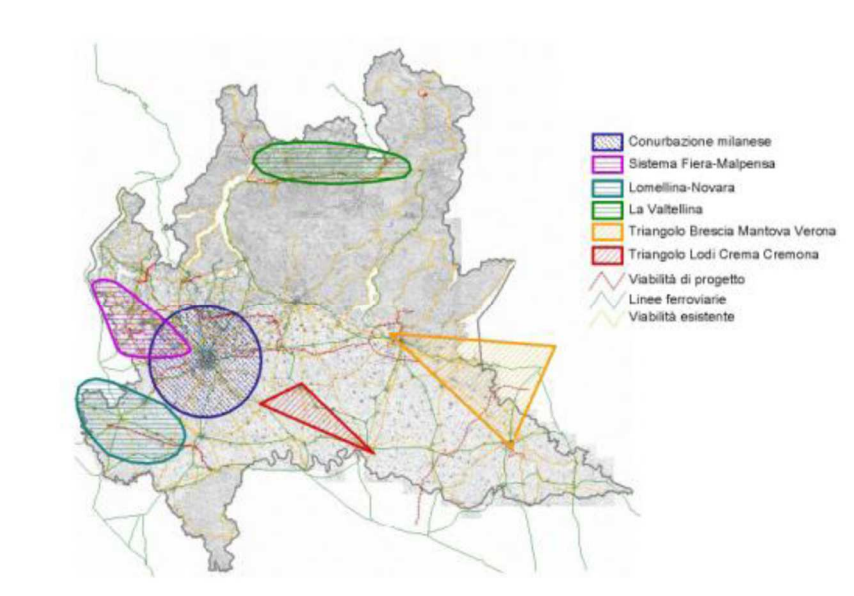 Conurbazione milanese
Sistema Fiera-Malpensa
Lomellina-Novara
La Valtellina
Triangolo Brescia Mantova Verona
Triangolo Lodi Crema Cremona
Viabilità di progetto
Linee ferroviarie
Viabilità esistente